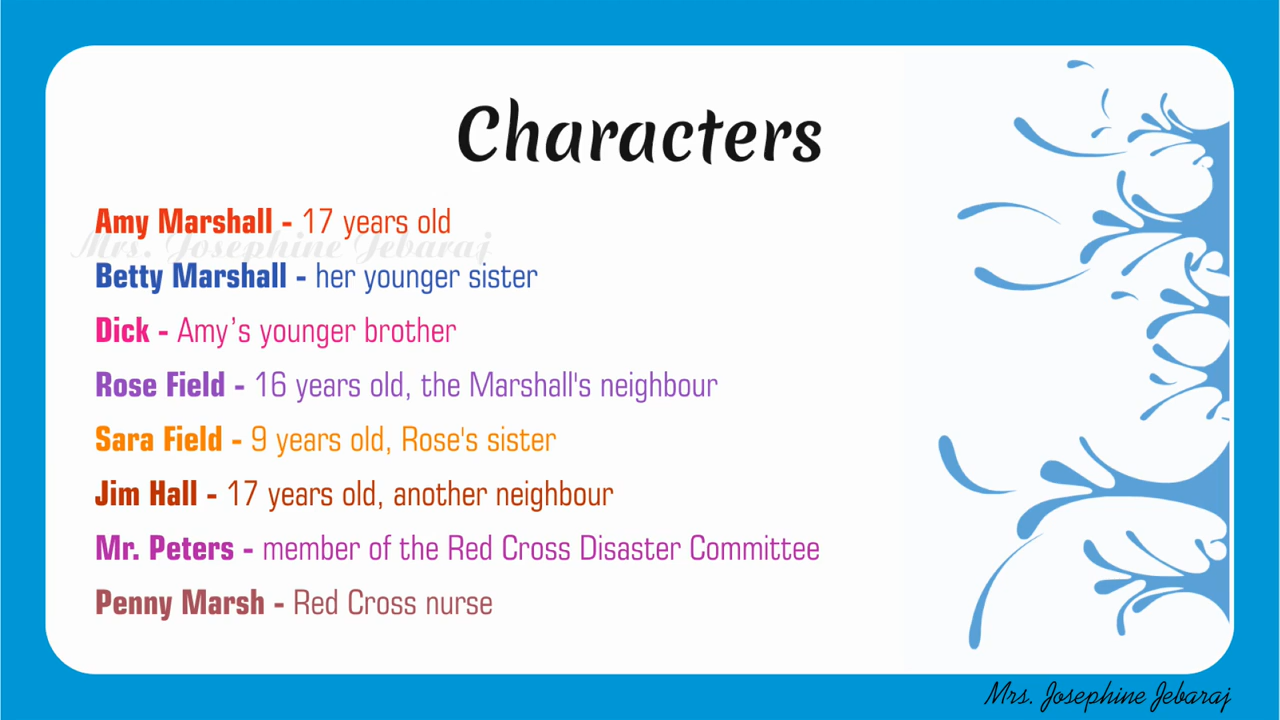 Characters
Amy Marshall - 17 years old
Mrs. Josephine Jebaraj
Betty Marshall - her younger sister
Dick - Amy’s younger brother
Rose Field - 16 years old, the Marshall's neighbour
Sara Field - 9 years old, Rose's sister
Jim Hall - 17 years old, another neighbour
Mr. Peters - member of the Red Cross Disaster Committee
Penny Marsh - Red Cross nurse
Mrs. Josephine Jebaraj